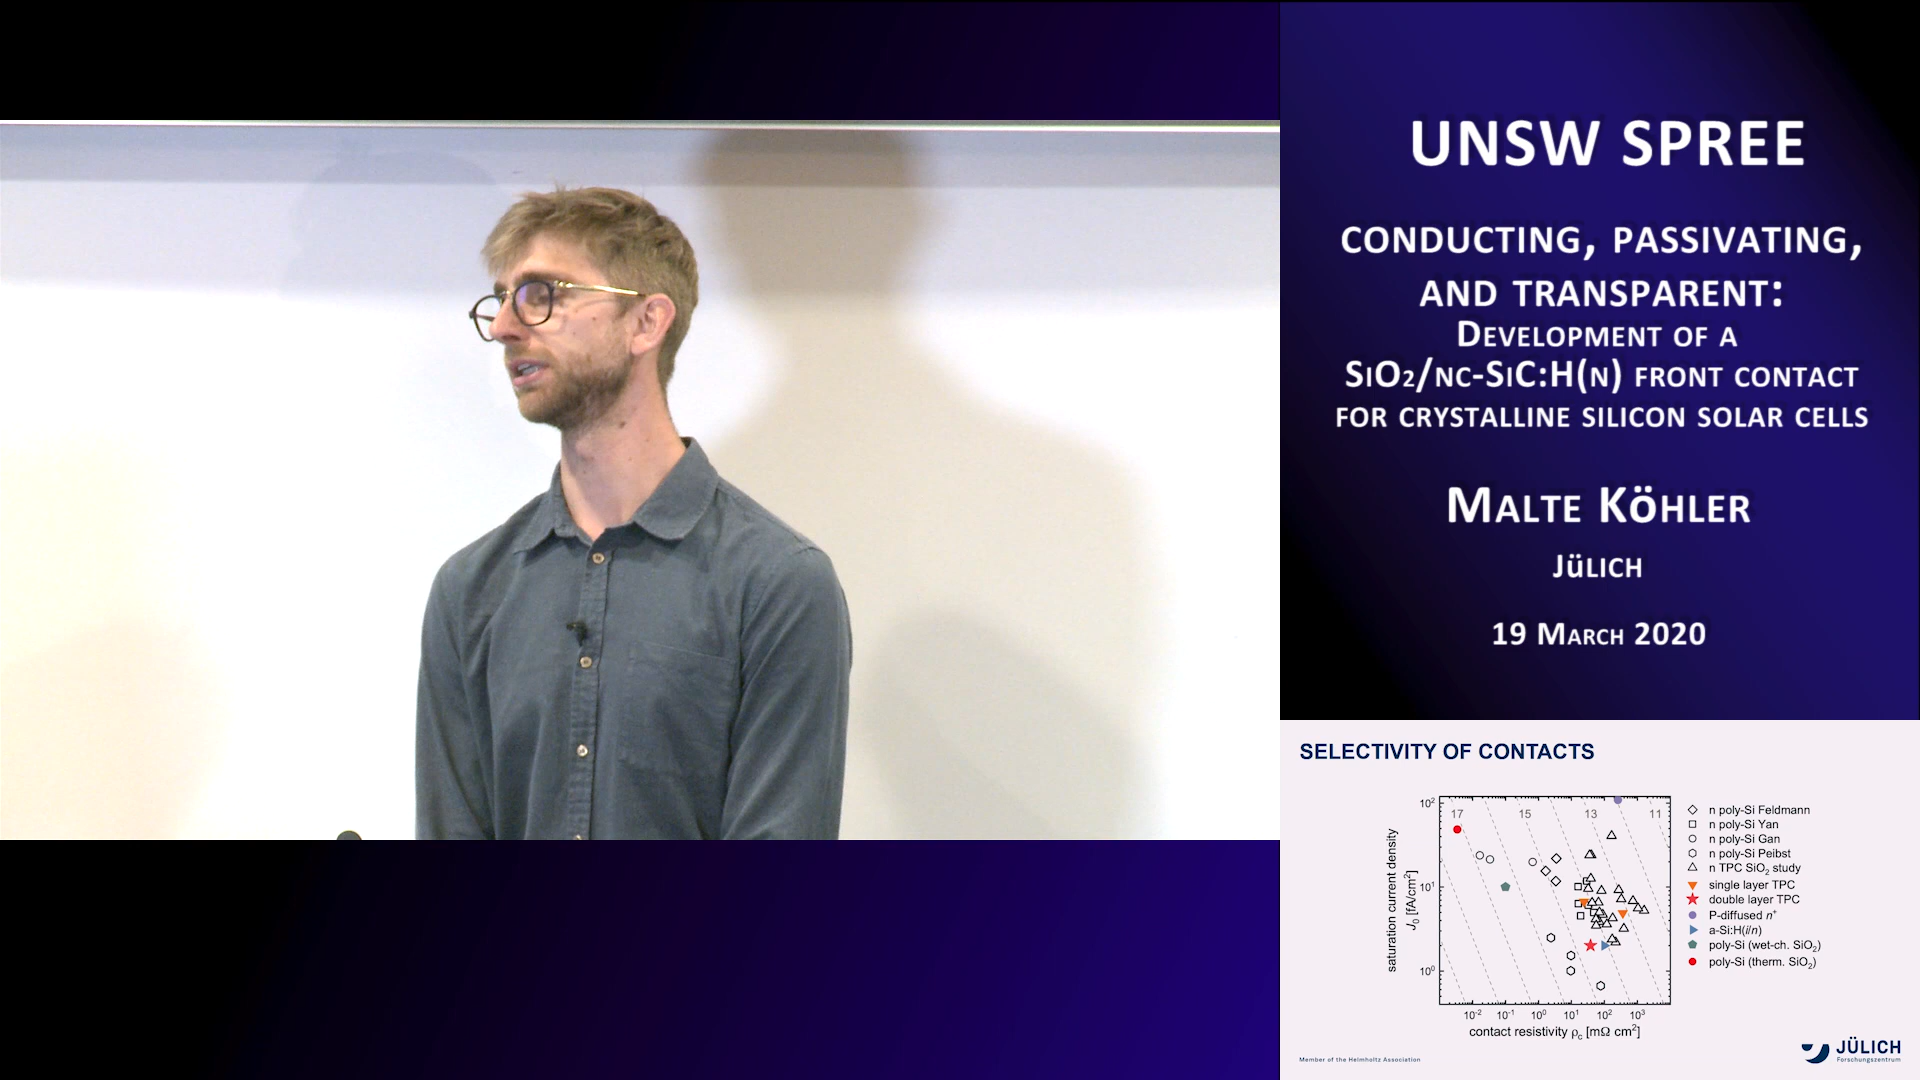 UNSW SPREE
CONDUCTING, PASSIVATING,
AND TRANSPARENT:
DEVELOPMENT OF A
SiO2/NC-SiC:H(N) FRONT CONTACT
FOR CRYSTALLINE SILICON SOLAR CELLS
MALTE KÖHLER
JÜLICH
19 MARCH 2020
SELECTIVITY OF CONTACTS
10²
10¹
10⁰
17 15 13 11
saturation current density
J₀ [fA/cm²]
10⁻² 10⁻¹ 10⁰ 10¹ 10² 10³
contact resistivity ρc [mΩ cm²]
n poly-Si Feldmann
n poly-Si Yan
n poly-Si Gan
n poly-Si Peibst
n TPC SiO₂ study
single layer TPC
double layer TPC
P-diffused n⁺
a-Si:H(i/n)
poly-Si (wet-ch. SiO₂)
poly-Si (therm. SiO₂)
Member of the Helmholtz Association
JÜLICH
Forschungszentrum